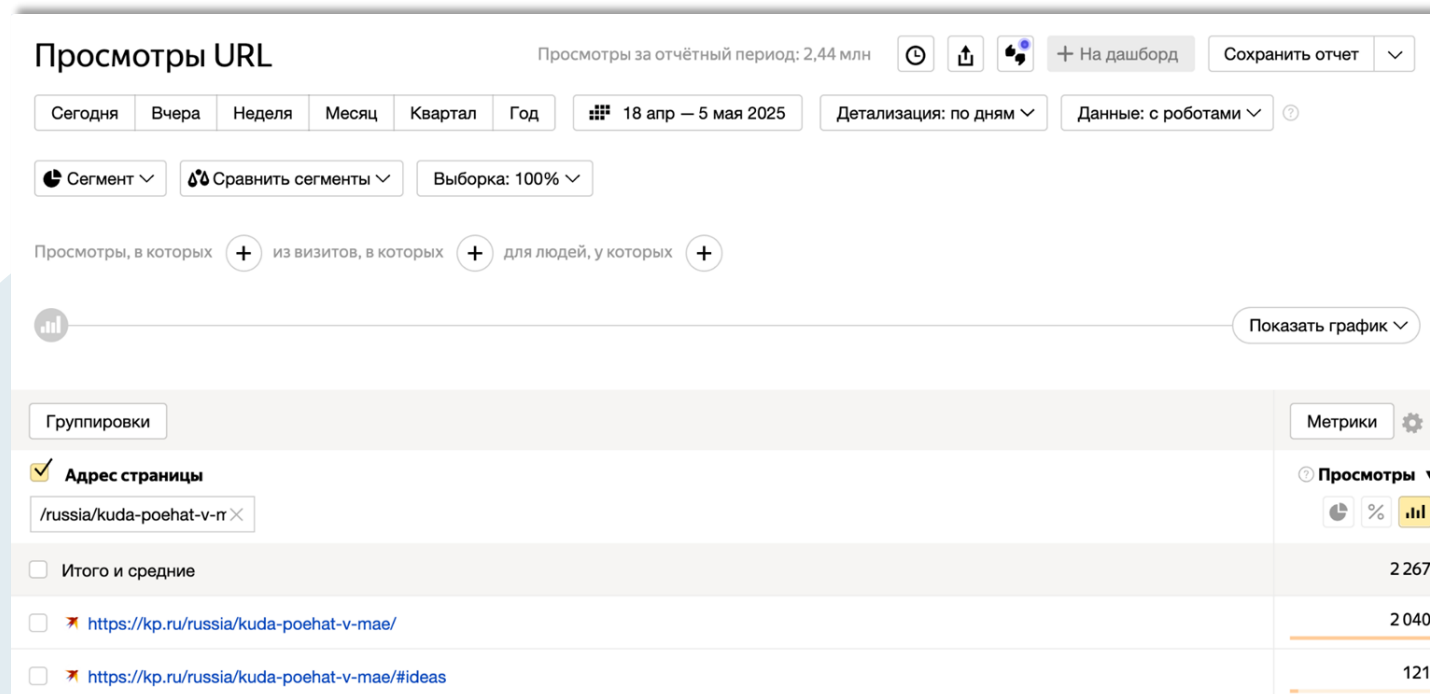 Просмотры URL
Просмотры за отчётный период: 2,44 млн
+ На дашборд
Сохранить отчет
Сегодня Вчера Неделя Месяц Квартал Год
18 апр — 5 мая 2025
Детализация: по дням
Данные: с роботами
?
Сегмент
Сравнить сегменты
Выборка: 100%
Просмотры, в которых + из визитов, в которых + для людей, у которых +
Показать график
Группировки
Метрики
Адрес страницы
? Просмотры
/russia/kuda-poehat-v-m
%
Итого и средние 2 267
https://kp.ru/russia/kuda-poehat-v-mae/ 2 040
https://kp.ru/russia/kuda-poehat-v-mae/#ideas 121